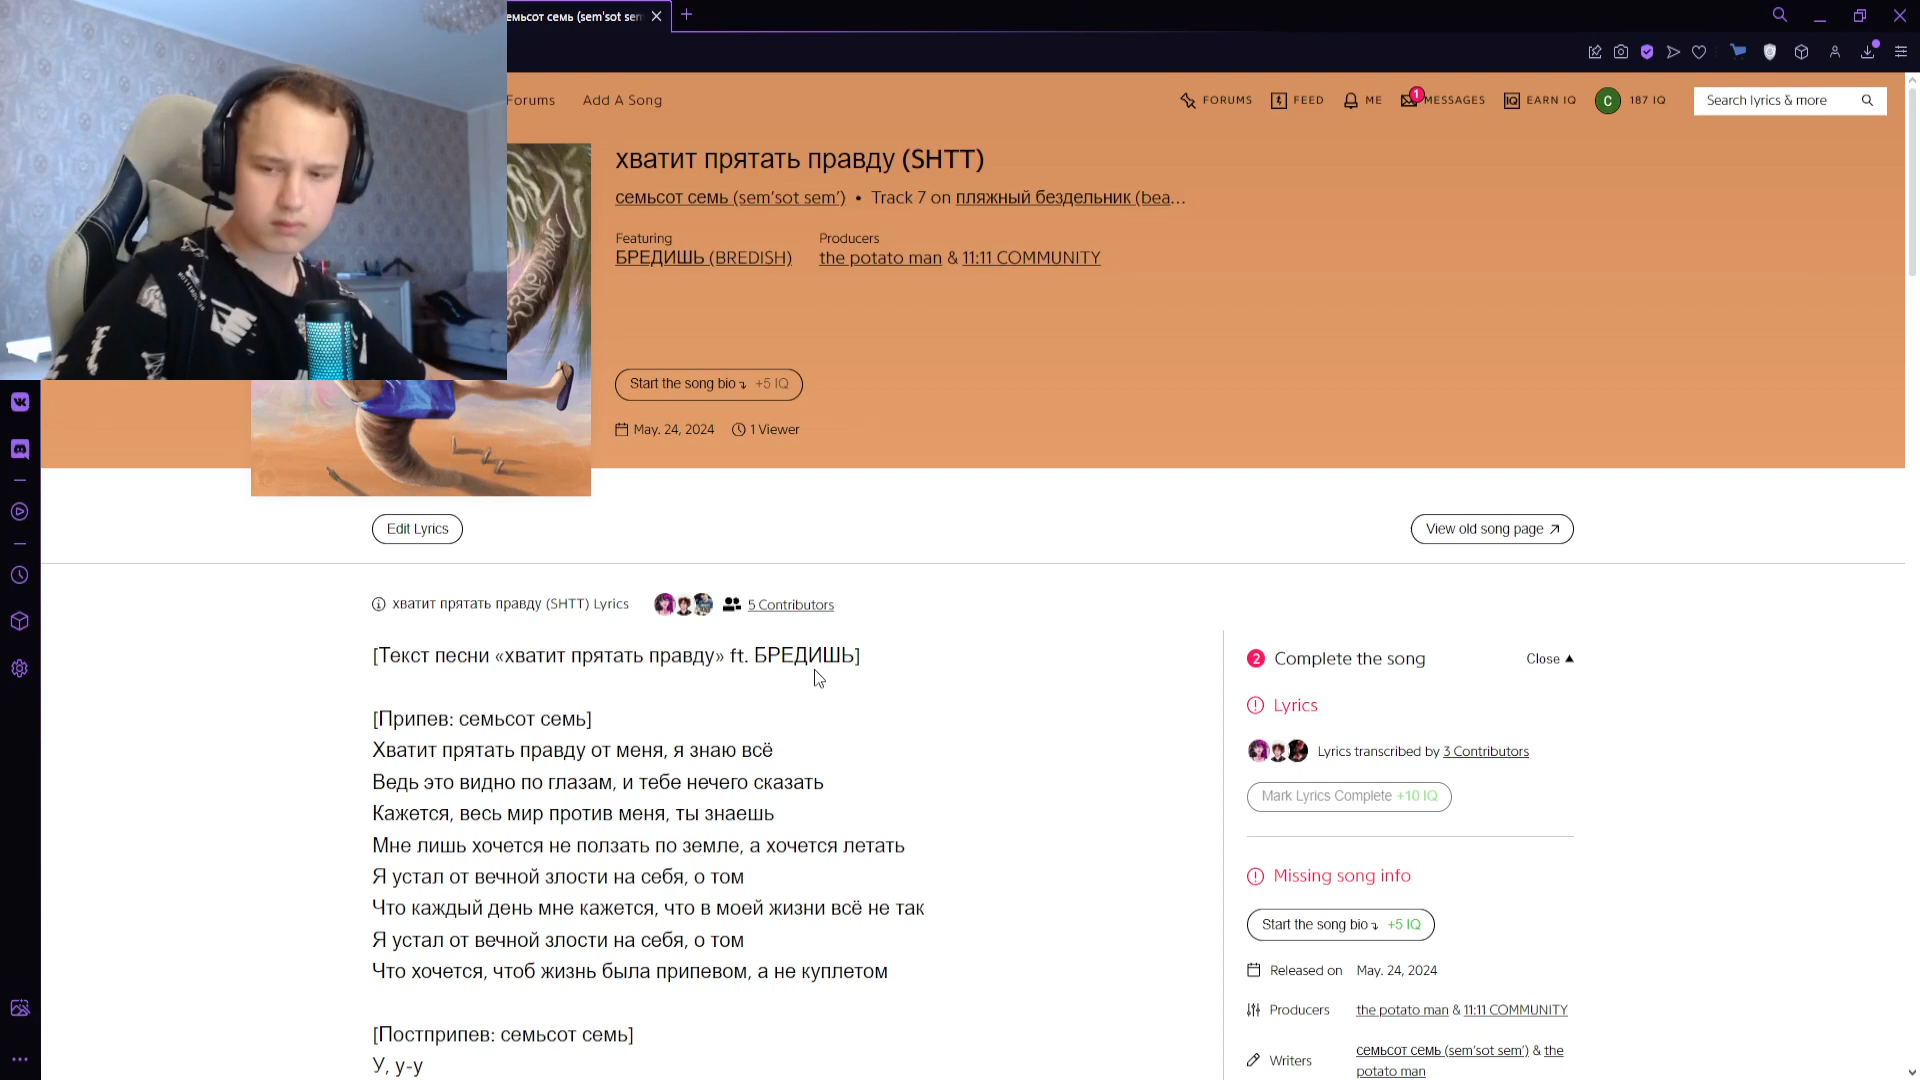 емьсот семь (sem'sot sem
Forums
Add A Song
FORUMS
FEED
ME
1
MESSAGES
IQ
EARN IQ
C
187 IQ
Search lyrics & more
хватит прятать правду (SHTT)
семьсот семь (sem'sot sem') • Track 7 on пляжный бездельник (bea...
Featuring
БРЕДИШЬ (BREDISH)
Producers
the potato man & 11:11 COMMUNITY
Start the song bio +5 IQ
May. 24, 2024
1 Viewer
Edit Lyrics
View old song page
хватит прятать правду (SHTT) Lyrics
5 Contributors
[Текст песни «хватит прятать правду» ft. БРЕДИШЬ]
[Припев: семьсот семь]
Хватит прятать правду от меня, я знаю всё
Ведь это видно по глазам, и тебе нечего сказать
Кажется, весь мир против меня, ты знаешь
Мне лишь хочется не ползать по земле, а хочется летать
Я устал от вечной злости на себя, о том
Что каждый день мне кажется, что в моей жизни всё не так
Я устал от вечной злости на себя, о том
Что хочется, чтоб жизнь была припевом, а не куплетом
[Постприпев: семьсот семь]
У, у-у
2
Complete the song
Close
Lyrics
Lyrics transcribed by 3 Contributors
Mark Lyrics Complete +10 IQ
Missing song info
Start the song bio +5 IQ
Released on May. 24, 2024
Producers the potato man & 11:11 COMMUNITY
Writers семьсот семь (sem'sot sem') & the
potato man